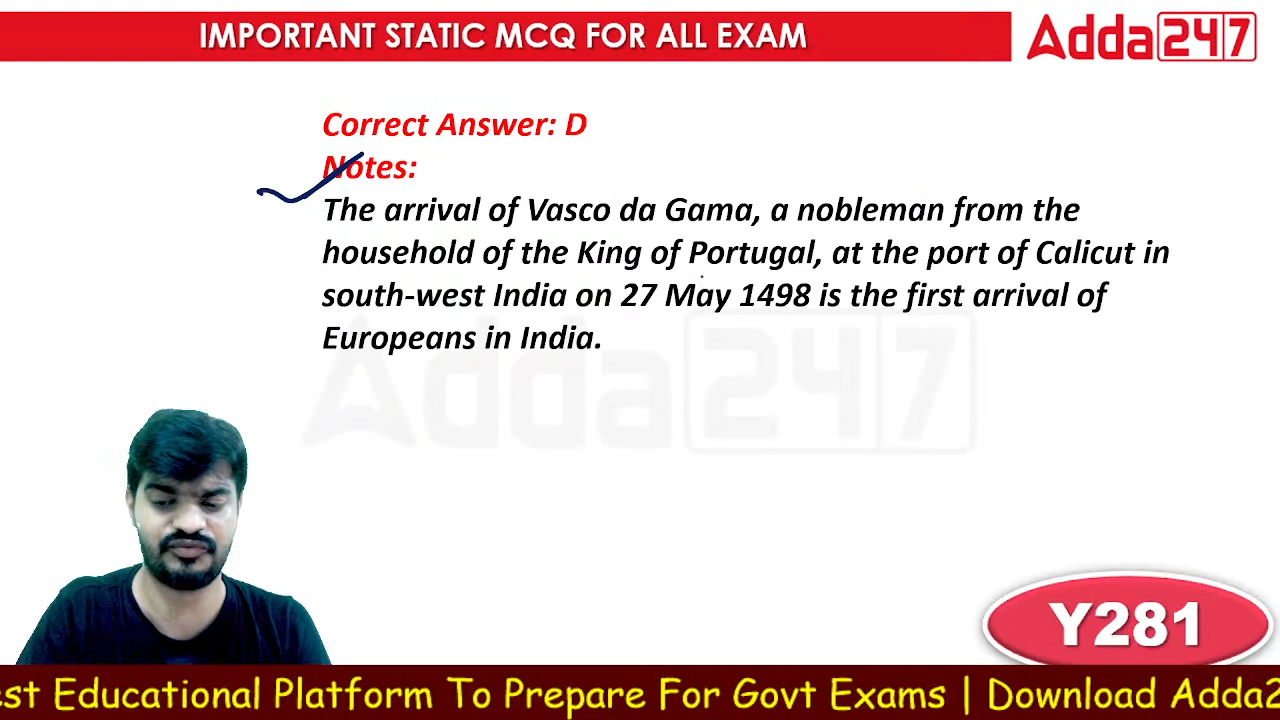 IMPORTANT STATIC MCQ FOR ALL EXAM
Adda247
Correct Answer: D
Notes:
The arrival of Vasco da Gama, a nobleman from the
household of the King of Portugal, at the port of Calicut in
south-west India on 27 May 1498 is the first arrival of
Europeans in India.
Adda247
Y281
est Educational Platform To Prepare For Govt Exams | Download Adda2